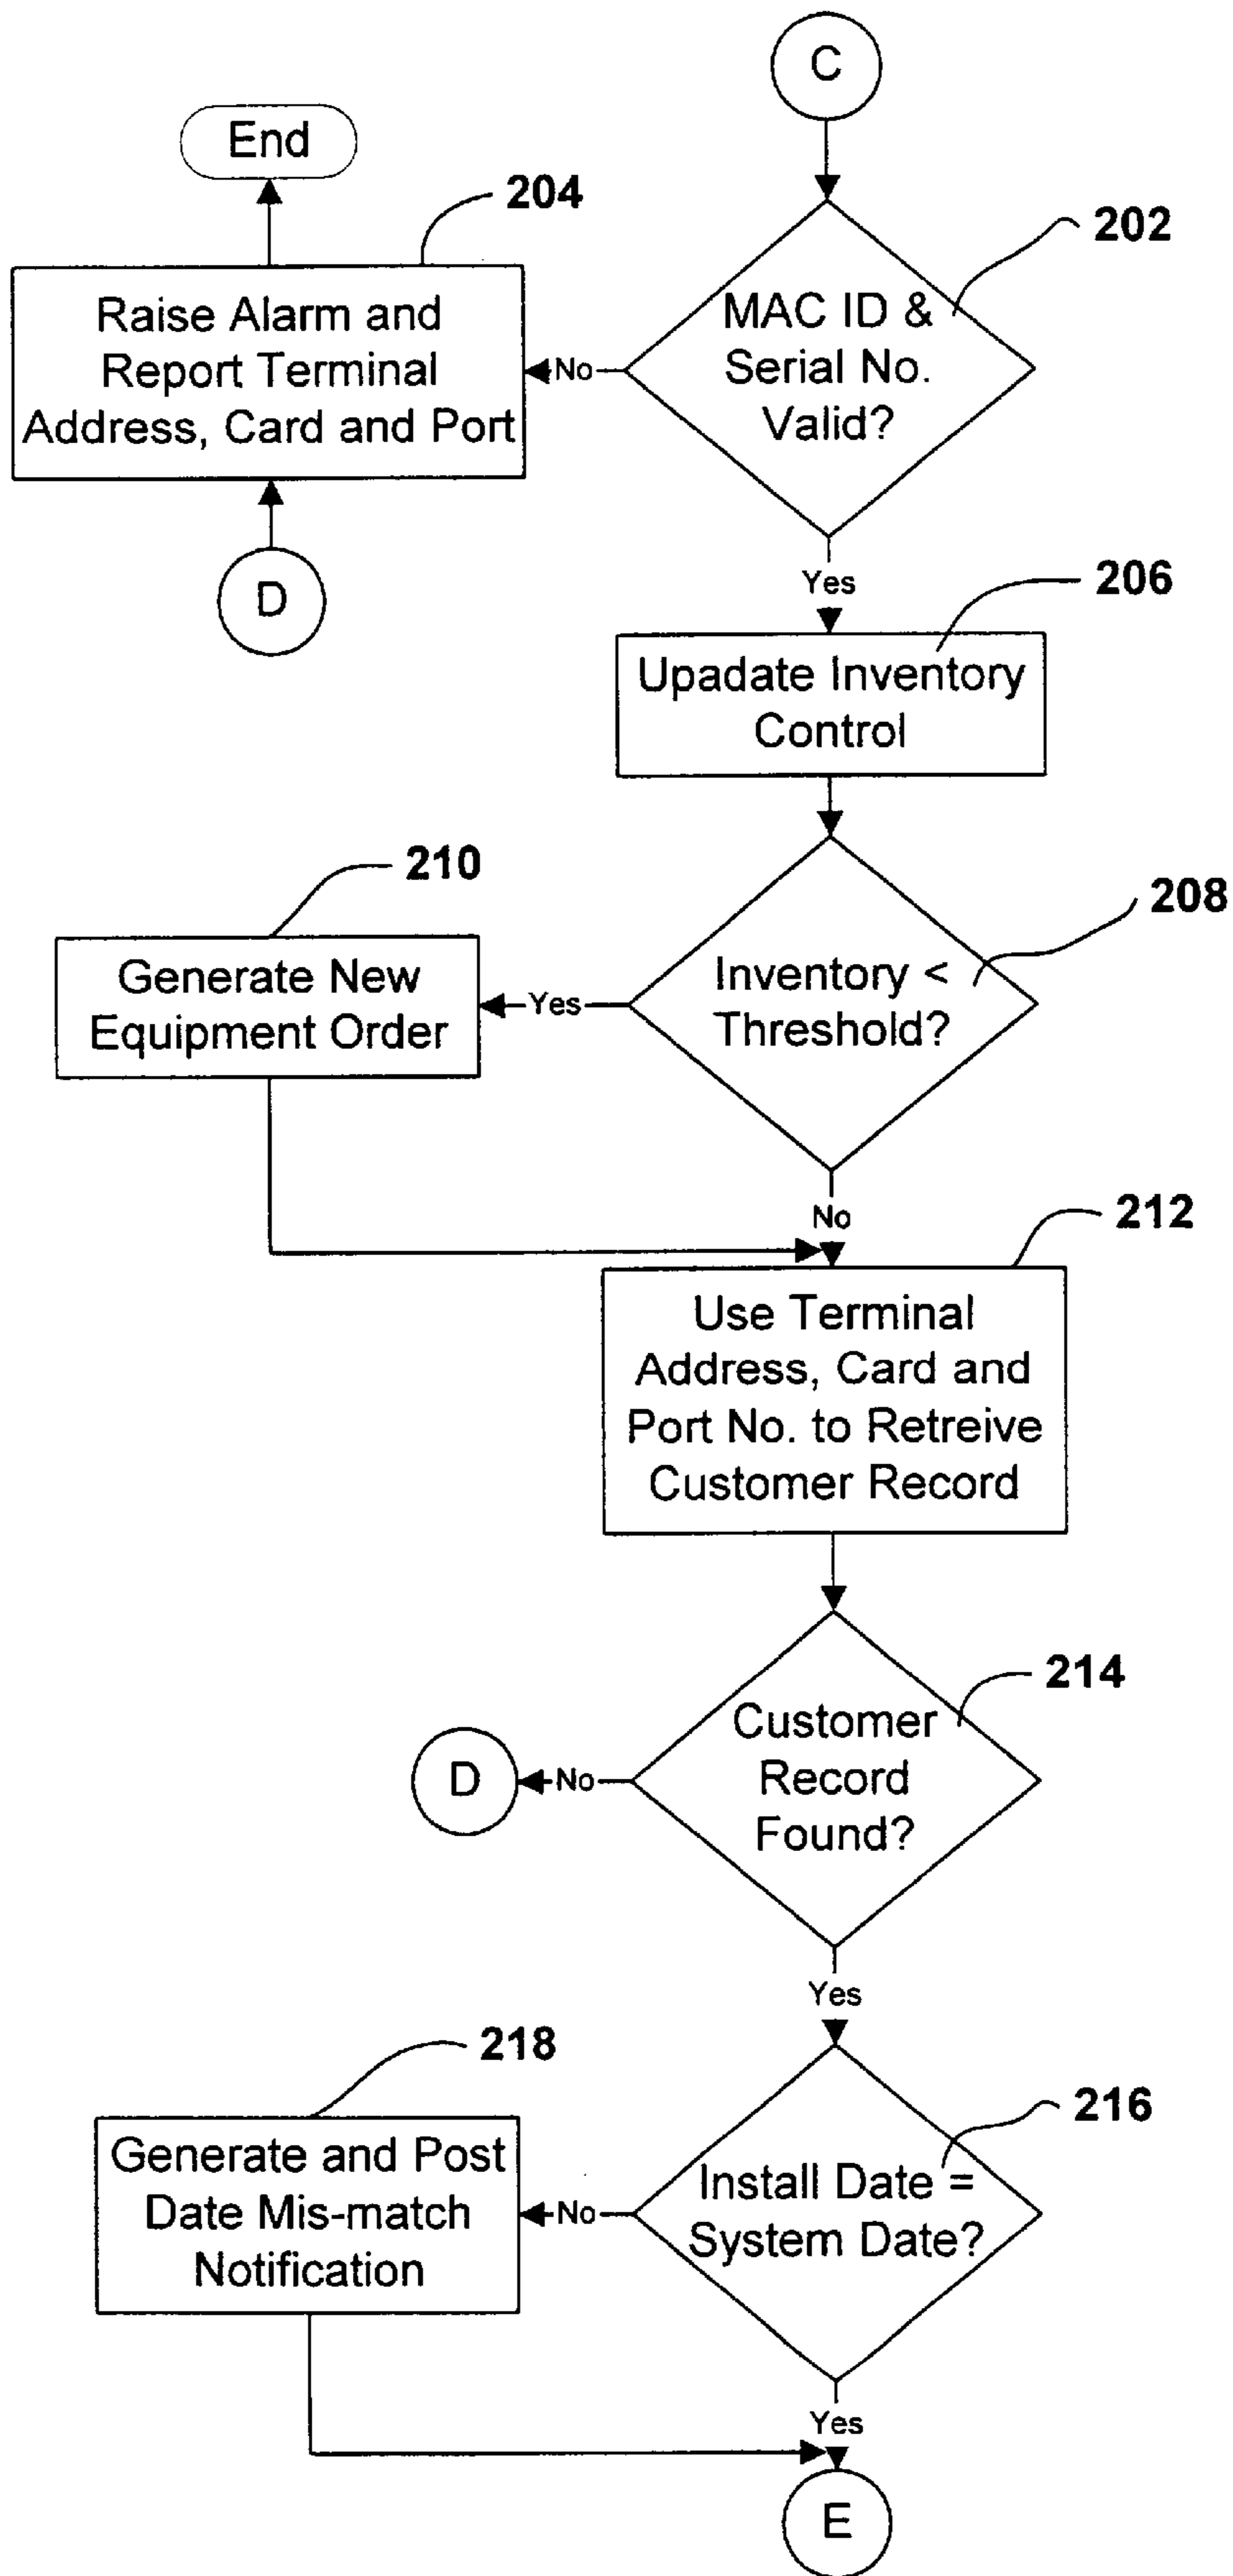 C
End
204
202
Raise Alarm and
Report Terminal
Address, Card and Port
No
MAC ID &
Serial No.
Valid?
D
Yes
206
Upadate Inventory
Control
210
208
Generate New
Equipment Order
Yes
Inventory <
Threshold?
No
212
Use Terminal
Address, Card and
Port No. to Retreive
Customer Record
214
D
No
Customer
Record
Found?
Yes
218
216
Generate and Post
Date Mis-match
Notification
No
Install Date =
System Date?
Yes
E